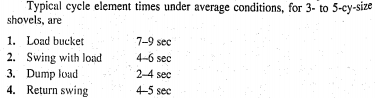 Typical cycle element times under average conditions, for 3- to 5-cy-size
shovels, are
1. Load bucket 7–9 sec
2. Swing with load 4–6 sec
3. Dump load 2–4 sec
4. Return swing 4–5 sec